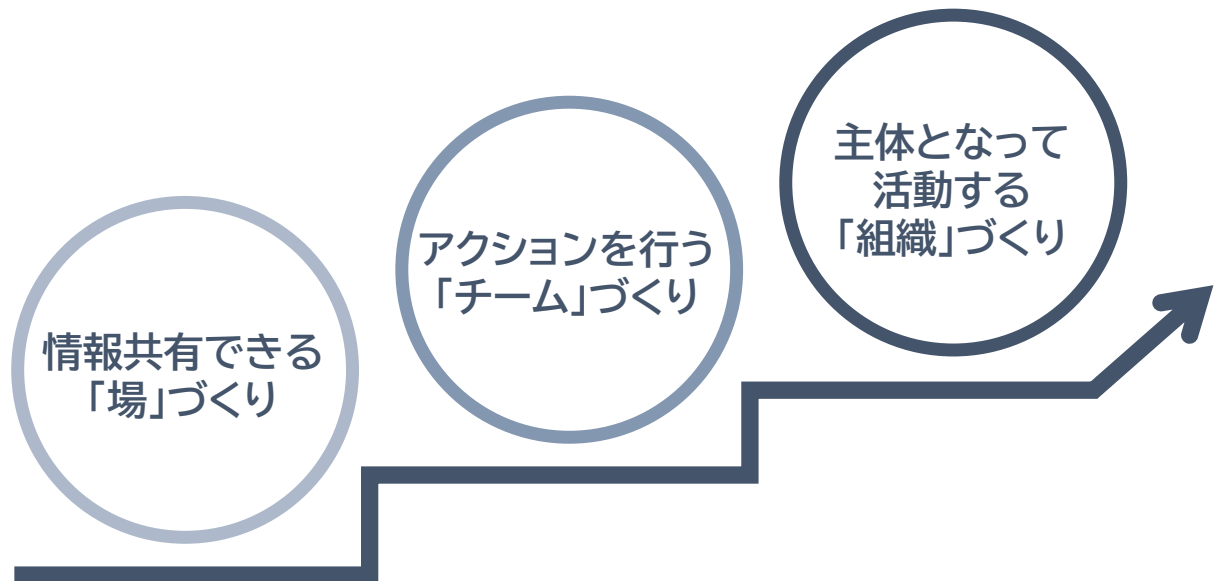 情報共有できる
「場」づくり
アクションを行う
「チーム」づくり
主体となって
活動する
「組織」づくり